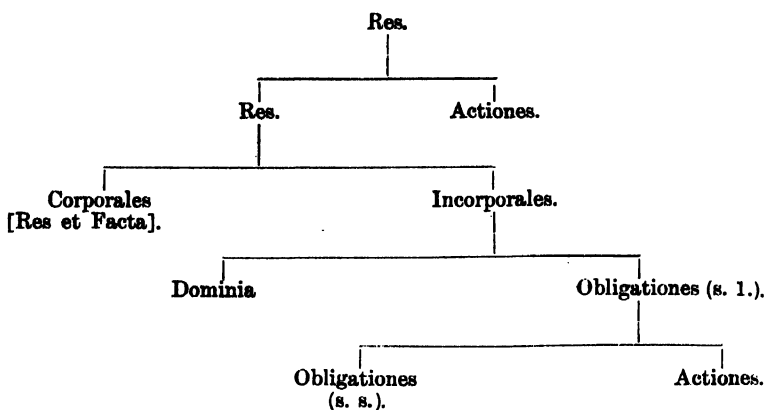 Res.
Res. Actiones.
Corporales Incorporales.
[Res et Facta].
Dominia Obligationes (s. l.).
Obligationes Actiones.
(s. s.).